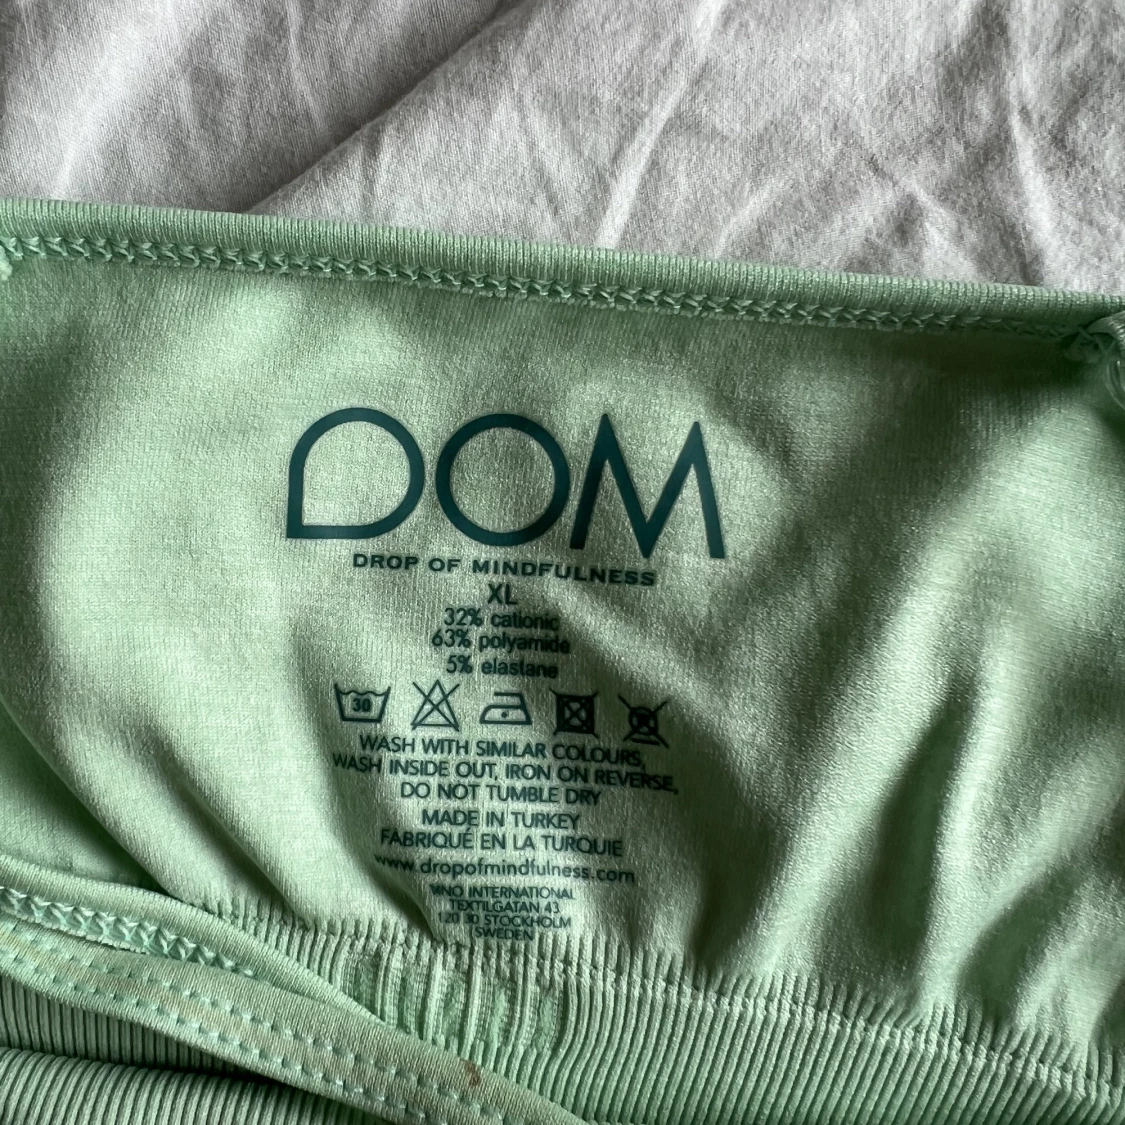 DOM
DROP OF MINDFULNESS
XL
32% cationic
63% polyamide
5% elastane
30
WASH WITH SIMILAR COLOURS,
WASH INSIDE OUT, IRON ON REVERSE,
DO NOT TUMBLE DRY
MADE IN TURKEY
FABRIQUÉ EN LA TURQUIE
www.dropofmindfulness.com
INTERNATIONAL
TEXTILGATAN 43
120 30 STOCKHOLM
SWEDEN